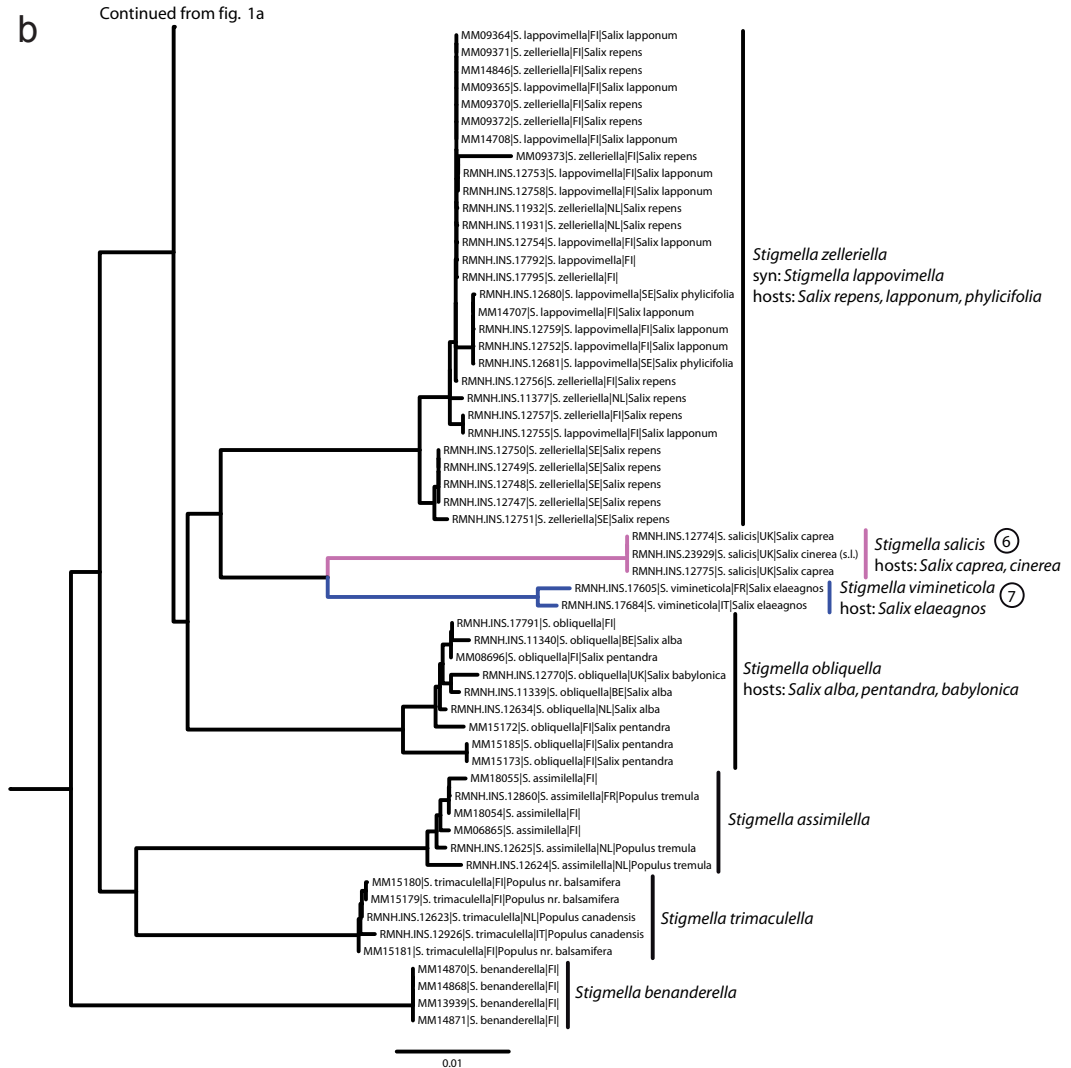 b
Continued from fig. 1a
MM09364|S. lappovimella|FI|Salix lapponum
MM09371|S. zelleriella|FI|Salix repens
MM14846|S. zelleriella|FI|Salix repens
MM09365|S. lappovimella|FI|Salix lapponum
MM09370|S. zelleriella|FI|Salix repens
MM09372|S. zelleriella|FI|Salix repens
MM14708|S. lappovimella|FI|Salix lapponum
MM09373|S. zelleriella|FI|Salix repens
RMNH.INS.12753|S. lappovimella|FI|Salix lapponum
RMNH.INS.12758|S. lappovimella|FI|Salix lapponum
RMNH.INS.11932|S. zelleriella|NL|Salix repens
RMNH.INS.11931|S. zelleriella|NL|Salix repens
RMNH.INS.12754|S. lappovimella|FI|Salix lapponum
RMNH.INS.17792|S. lappovimella|FI|
RMNH.INS.17795|S. zelleriella|FI|
RMNH.INS.12680|S. lappovimella|SE|Salix phylicifolia
MM14707|S. lappovimella|FI|Salix lapponum
RMNH.INS.12759|S. lappovimella|FI|Salix lapponum
RMNH.INS.12752|S. lappovimella|FI|Salix lapponum
RMNH.INS.12681|S. lappovimella|SE|Salix phylicifolia
RMNH.INS.12756|S. zelleriella|FI|Salix repens
RMNH.INS.11377|S. zelleriella|NL|Salix repens
RMNH.INS.12757|S. zelleriella|FI|Salix repens
RMNH.INS.12755|S. lappovimella|FI|Salix lapponum
RMNH.INS.12750|S. zelleriella|SE|Salix repens
RMNH.INS.12749|S. zelleriella|SE|Salix repens
RMNH.INS.12748|S. zelleriella|SE|Salix repens
RMNH.INS.12747|S. zelleriella|SE|Salix repens
RMNH.INS.12751|S. zelleriella|SE|Salix repens
Stigmella zelleriella
syn: Stigmella lappovimella
hosts: Salix repens, lapponum, phylicifolia
RMNH.INS.12774|S. salicis|UK|Salix caprea
RMNH.INS.23929|S. salicis|UK|Salix cinerea (s.l.)
RMNH.INS.12775|S. salicis|UK|Salix caprea
Stigmella salicis 6
hosts: Salix caprea, cinerea
RMNH.INS.17605|S. vimineticola|FR|Salix elaeagnos
RMNH.INS.17684|S. vimineticola|IT|Salix elaeagnos
Stigmella vimineticola 7
host: Salix elaeagnos
RMNH.INS.17791|S. obliquella|FI|
RMNH.INS.11340|S. obliquella|BE|Salix alba
MM08696|S. obliquella|FI|Salix pentandra
RMNH.INS.12770|S. obliquella|UK|Salix babylonica
RMNH.INS.11339|S. obliquella|BE|Salix alba
RMNH.INS.12634|S. obliquella|NL|Salix alba
MM15172|S. obliquella|FI|Salix pentandra
MM15185|S. obliquella|FI|Salix pentandra
MM15173|S. obliquella|FI|Salix pentandra
Stigmella obliquella
hosts: Salix alba, pentandra, babylonica
MM18055|S. assimilella|FI|
RMNH.INS.12860|S. assimilella|FR|Populus tremula
MM18054|S. assimilella|FI|
MM06865|S. assimilella|FI|
RMNH.INS.12625|S. assimilella|NL|Populus tremula
RMNH.INS.12624|S. assimilella|NL|Populus tremula
Stigmella assimilella
MM15180|S. trimaculella|FI|Populus nr. balsamifera
MM15179|S. trimaculella|FI|Populus nr. balsamifera
RMNH.INS.12623|S. trimaculella|NL|Populus canadensis
RMNH.INS.12926|S. trimaculella|IT|Populus canadensis
MM15181|S. trimaculella|FI|Populus nr. balsamifera
Stigmella trimaculella
MM14870|S. benanderella|FI|
MM14868|S. benanderella|FI|
MM13939|S. benanderella|FI|
MM14871|S. benanderella|FI|
Stigmella benanderella
0.01